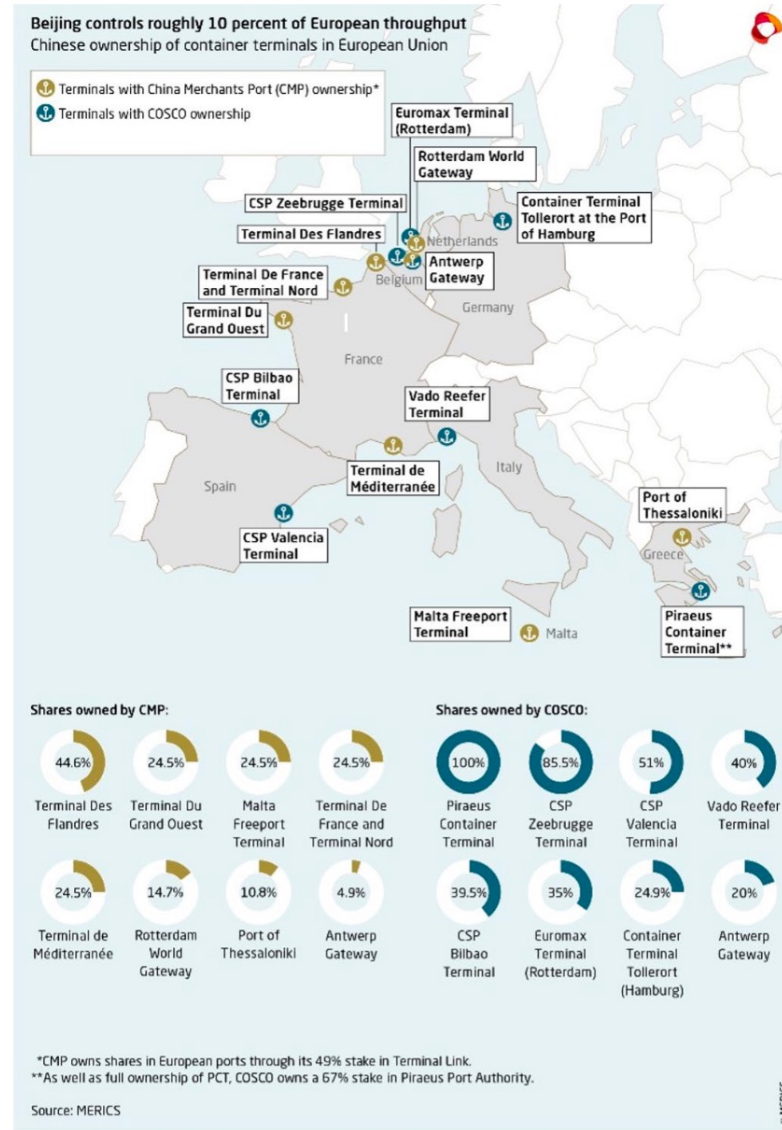 Beijing controls roughly 10 percent of European throughput
Chinese ownership of container terminals in European Union
Terminals with China Merchants Port (CMP) ownership*
Terminals with COSCO ownership
Euromax Terminal
(Rotterdam)
Rotterdam World
Gateway
CSP Zeebrugge Terminal
Container Terminal
Tollerort at the Port
of Hamburg
Terminal Des Flandres
Netherlands
Antwerp
Gateway
Belgium
Terminal De France
and Terminal Nord
Germany
Terminal Du
Grand Ouest
France
CSP Bilbao
Terminal
Vado Reefer
Terminal
Terminal de
Méditerranée
Italy
Spain
CSP Valencia
Terminal
Port of
Thessaloniki
Greece
Malta Freeport
Terminal
Malta
Piraeus
Container
Terminal**
Shares owned by CMP:
44.6%
Terminal Des
Flandres
24.5%
Terminal Du
Grand Ouest
24.5%
Malta
Freeport
Terminal
24.5%
Terminal De
France and
Terminal Nord
24.5%
Terminal de
Méditerranée
14.7%
Rotterdam
World
Gateway
10.8%
Port of
Thessaloniki
4.9%
Antwerp
Gateway
Shares owned by COSCO:
100%
Piraeus
Container
Terminal
85.5%
CSP
Zeebrugge
Terminal
51%
CSP
Valencia
Terminal
40%
Vado Reefer
Terminal
39.5%
CSP
Bilbao
Terminal
35%
Euromax
Terminal
(Rotterdam)
24.9%
Container
Terminal
Tollerort
(Hamburg)
20%
Antwerp
Gateway
*CMP owns shares in European ports through its 49% stake in Terminal Link.
**As well as full ownership of PCT, COSCO owns a 67% stake in Piraeus Port Authority.
Source: MERICS